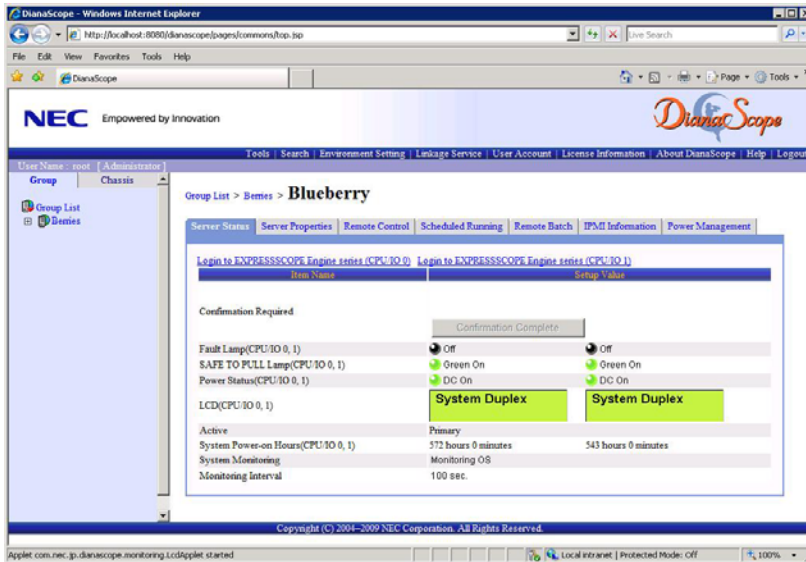 DianaScope - Windows Internet Explorer
http://localhost:8080/dianascope/pages/commons/top.jsp
Live Search
File Edit View Favorites Tools Help
DianaScope
Page Tools
NEC Empowered by Innovation
DianaScope
Tools | Search | Environment Setting | Linkage Service | User Account | License Information | About DianaScope | Help | Logout
User Name : root [ Administrator ]
Group Chassis
Group List
Berries
Group List > Berries > Blueberry
Server Status Server Properties Remote Control Scheduled Running Remote Batch IPMI Information Power Management
Login to EXPRESSSCOPE Engine series (CPU/IO 0) Login to EXPRESSSCOPE Engine series (CPU/IO 1)
Item Name Setup Value
Confirmation Required
Confirmation Complete
Fault Lamp(CPU/IO 0, 1) Off Off
SAFE TO PULL Lamp(CPU/IO 0, 1) Green On Green On
Power Status(CPU/IO 0, 1) DC On DC On
LCD(CPU/IO 0, 1) System Duplex System Duplex
Active Primary
System Power-on Hours(CPU/IO 0, 1) 572 hours 0 minutes 543 hours 0 minutes
System Monitoring Monitoring OS
Monitoring Interval 100 sec.
Copyright (C) 2004-2009 NEC Corporation. All Rights Reserved.
Applet com.nec.jp.dianascope.monitoring.LcdApplet started
Local intranet | Protected Mode: Off
100%